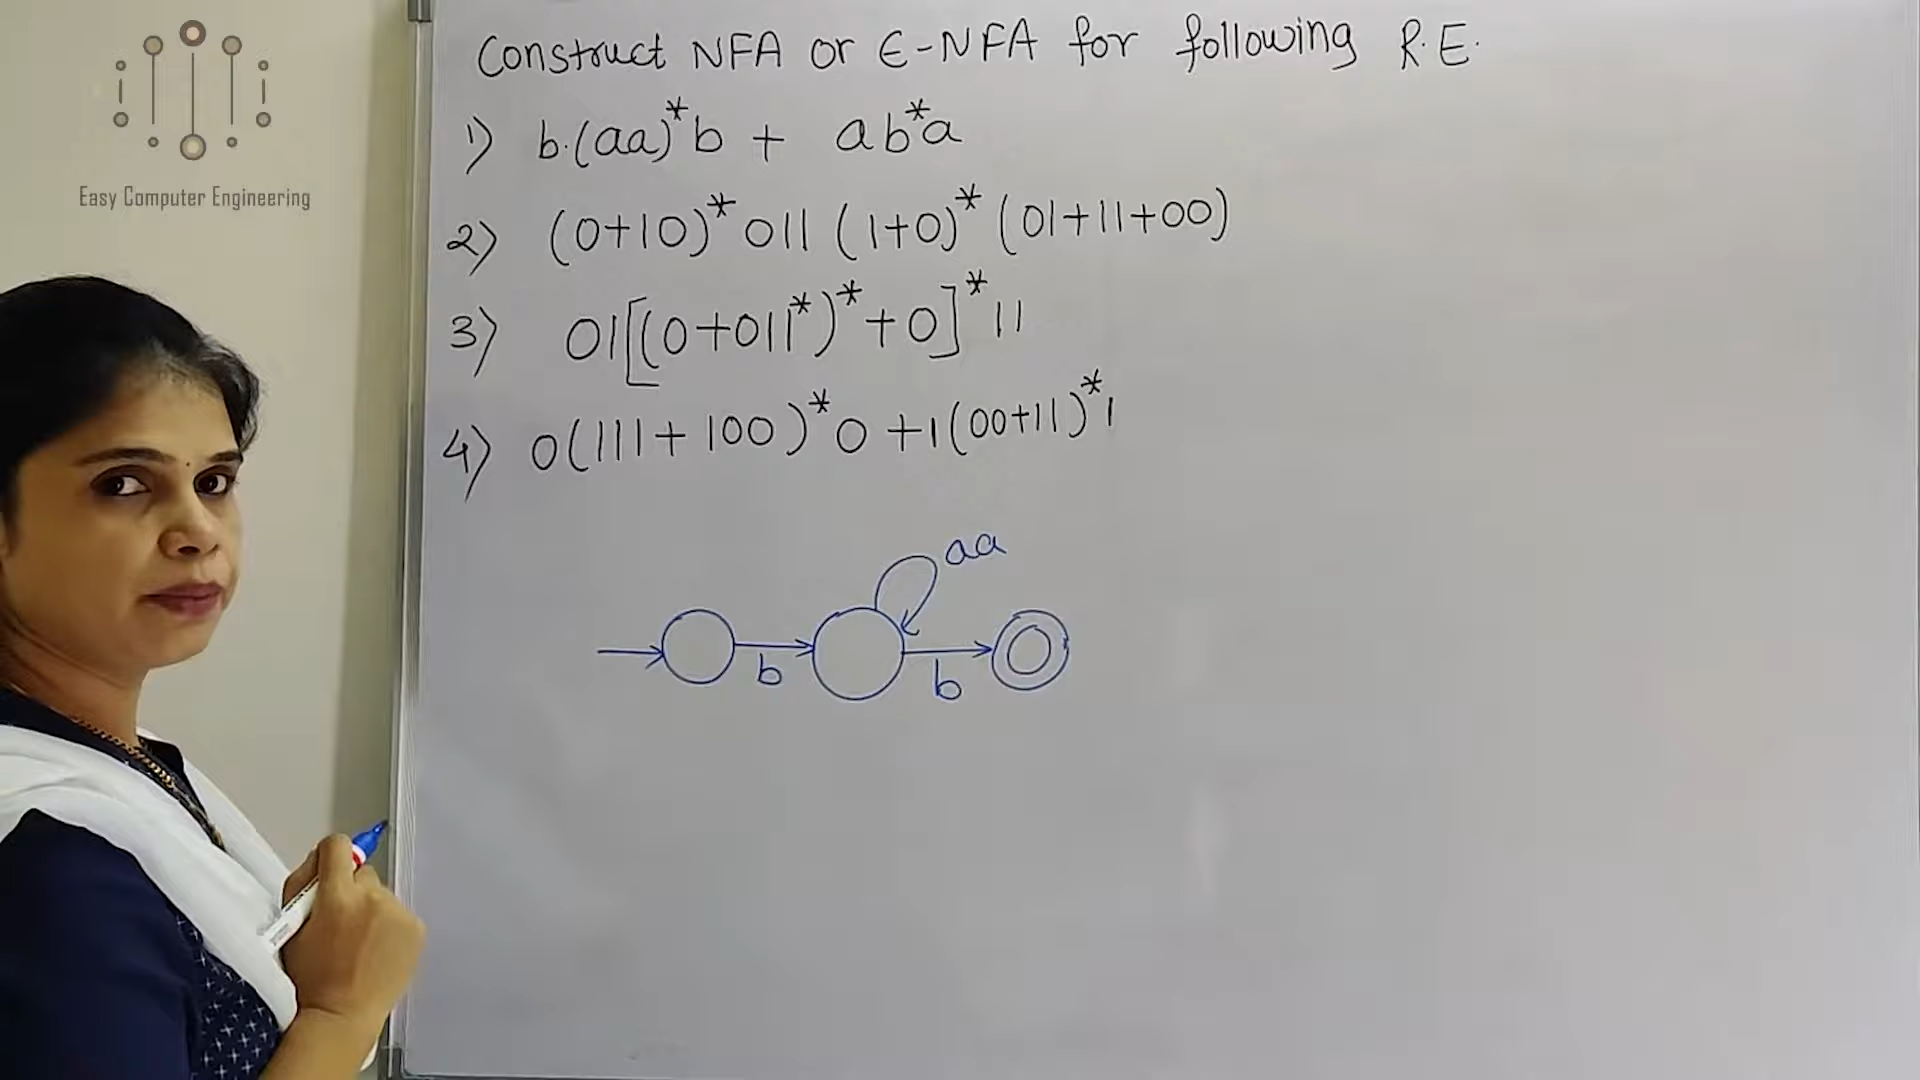 Easy Computer Engineering
Construct NFA or ϵ-NFA for following R.E.
1) b.(aa)*b + ab*a
2) (0+10)*011(1+0)*(01+11+00)
3) 01[(0+011*)*+0]*11
4) 0(111+100)*0+1(00+11)*1
aa
b b